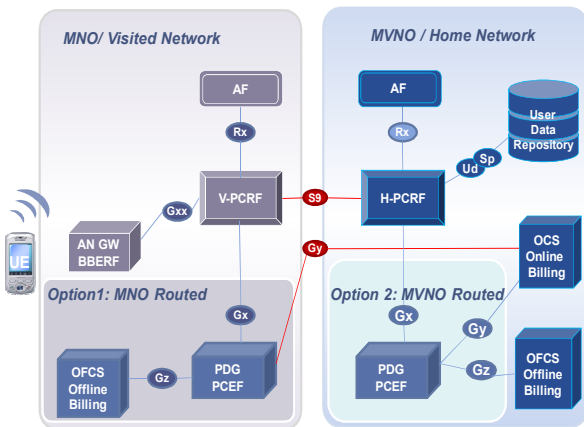 MNO/ Visited Network
MVNO / Home Network
AF
AF
User
Data
Repository
Rx
Rx
Sp
Ud
V-PCRF
S9
H-PCRF
Gxx
UE
AN GW
BBERF
Gy
OCS
Online
Billing
Option1: MNO Routed
Option 2: MVNO Routed
Gx
Gx
Gy
OFCS
Offline
Billing
Gz
PDG
PCEF
PDG
PCEF
Gz
OFCS
Offline
Billing